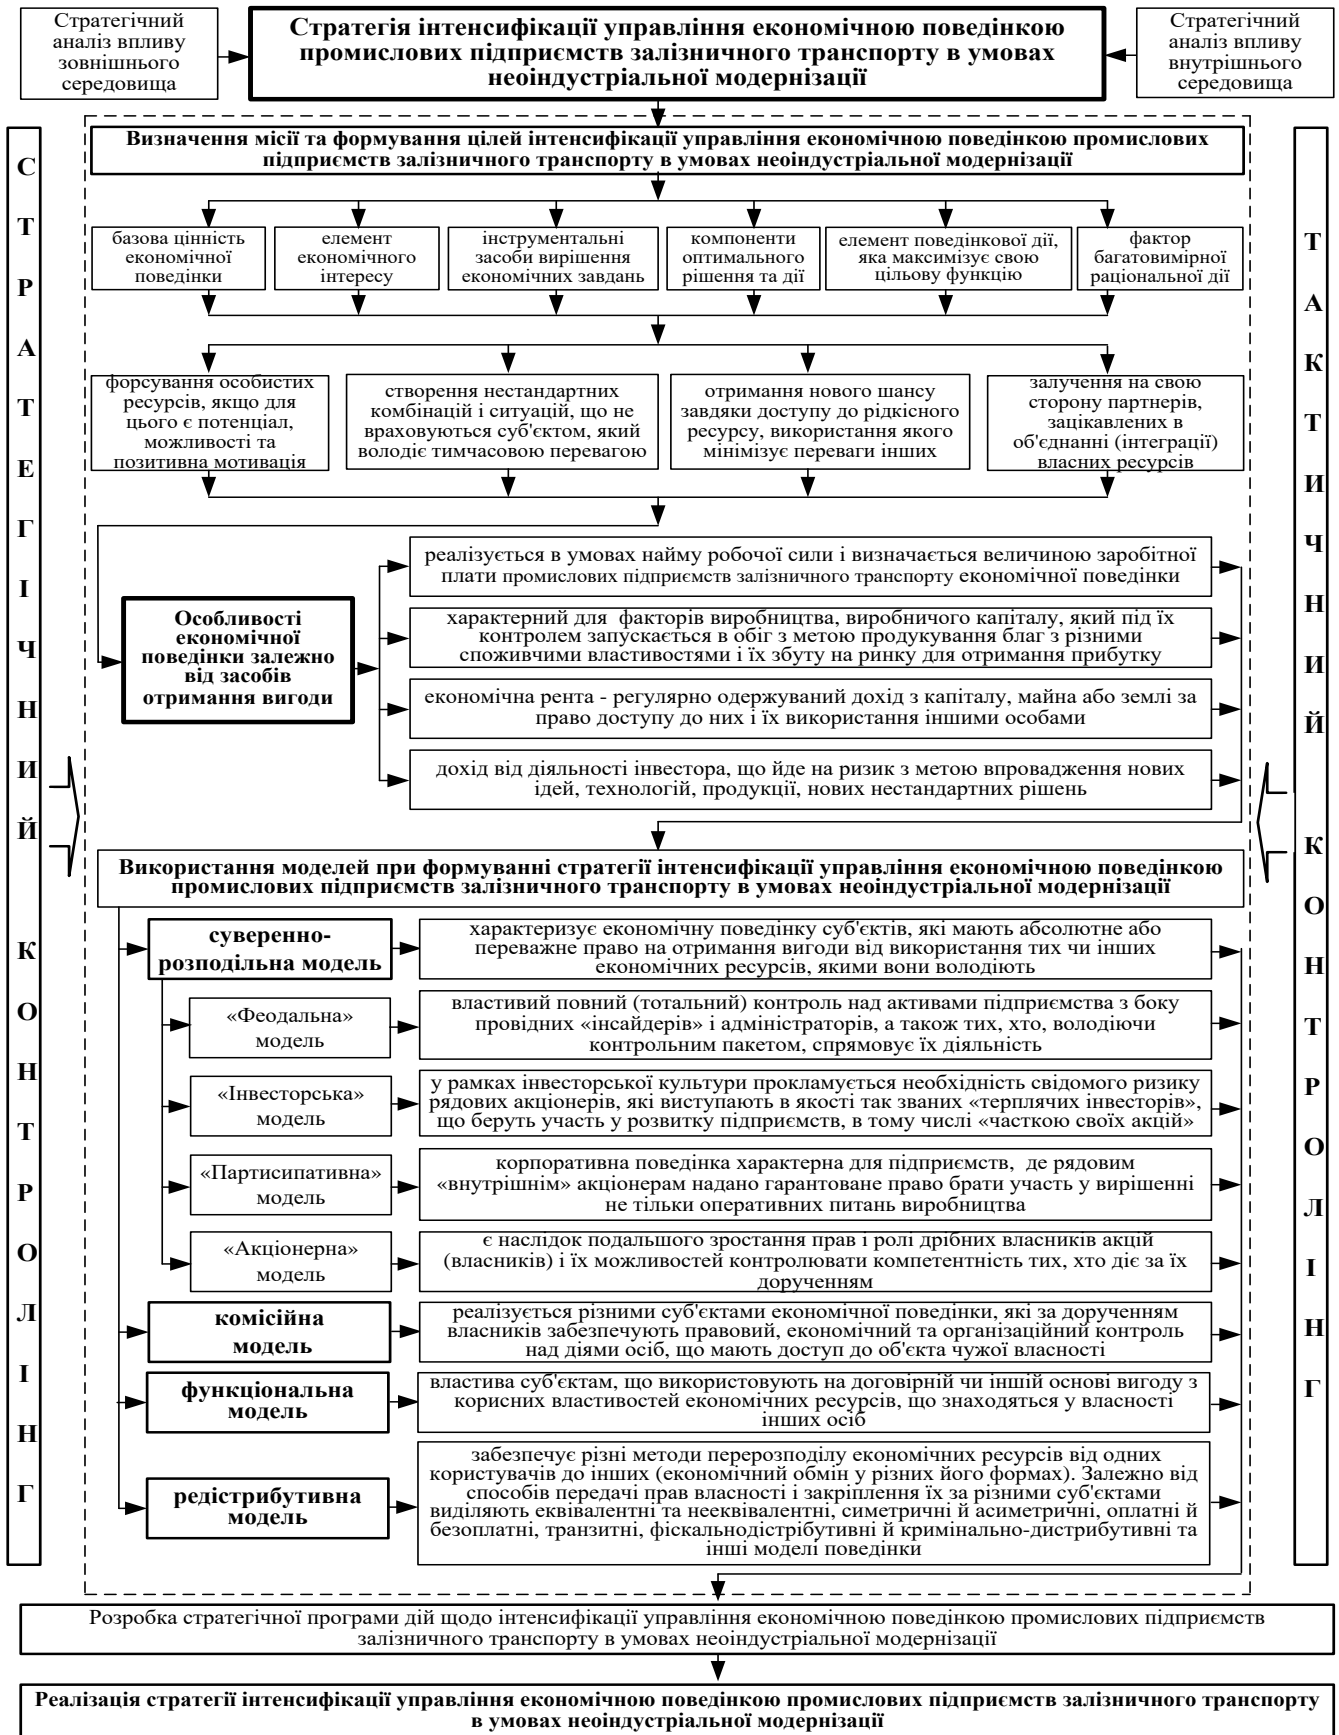 Стратегічний
аналіз впливу
зовнішнього
середовища
Стратегія інтенсифікації управління економічною поведінкою
промислових підприємств залізничного транспорту в умовах
неоіндустріальної модернізації
Стратегічний
аналіз впливу
внутрішнього
середовища
СТРАТЕГІЧНИЙ КОНТРОЛІНГ
Визначення місії та формування цілей інтенсифікації управління економічною поведінкою промислових
підприємств залізничного транспорту в умовах неоіндустріальної модернізації
базова цінність
економічної
поведінки
елемент
економічного
інтересу
інструментальні
засоби вирішення
економічних завдань
компоненти
оптимального
рішення та дії
елемент поведінкової дії,
яка максимізує свою
цільову функцію
фактор
багатовимірної
раціональної дії
форсування особистих
ресурсів, якщо для
цього є потенціал,
можливості та
позитивна мотивація
створення нестандартних
комбінацій і ситуацій, що не
враховуються суб'єктом, який
володіє тимчасовою перевагою
отримання нового шансу
завдяки доступу до рідкісного
ресурсу, використання якого
мінімізує переваги інших
залучення на свою
сторону партнерів,
зацікавлених в
об'єднанні (інтеграції)
власних ресурсів
Особливості
економічної
поведінки залежно
від засобів
отримання вигоди
реалізується в умовах найму робочої сили і визначається величиною заробітної
плати промислових підприємств залізничного транспорту економічної поведінки
характерний для  факторів виробництва, виробничого капіталу, який під їх
контролем запускається в обіг з метою продукування благ з різними
споживчими властивостями і їх збуту на ринку для отримання прибутку
економічна рента - регулярно одержуваний дохід з капіталу, майна або землі за
право доступу до них і їх використання іншими особами
дохід від діяльності інвестора, що йде на ризик з метою впровадження нових
ідей, технологій, продукції, нових нестандартних рішень
Використання моделей при формуванні стратегії інтенсифікації управління економічною поведінкою
промислових підприємств залізничного транспорту в умовах неоіндустріальної модернізації
суверенно-
розподільна модель
характеризує економічну поведінку суб'єктів, які мають абсолютне або
переважне право на отримання вигоди від використання тих чи інших
економічних ресурсів, якими вони володіють
«Феодальна»
модель
властивий повний (тотальний) контроль над активами підприємства з боку
провідних «інсайдерів» і адміністраторів, а також тих, хто, володіючи
контрольним пакетом, спрямовує їх діяльність
«Інвесторська»
модель
у рамках інвесторської культури прокламується необхідність свідомого ризику
рядових акціонерів, які виступають в якості так званих «терплячих інвесторів»,
що беруть участь у розвитку підприємств, в тому числі «часткою своїх акцій»
«Партисипативна»
модель
корпоративна поведінка характерна для підприємств,  де рядовим
«внутрішнім» акціонерам надано гарантоване право брати участь у вирішенні
не тільки оперативних питань виробництва
«Акціонерна»
модель
є наслідок подальшого зростання прав і ролі дрібних власників акцій
(власників) і їх можливостей контролювати компетентність тих, хто діє за їх
дорученням
комісійна
модель
реалізується різними суб'єктами економічної поведінки, які за дорученням
власників забезпечують правовий, економічний та організаційний контроль
над діями осіб, що мають доступ до об'єкта чужої власності
функціональна
модель
властива суб'єктам, що використовують на договірній чи іншій основі вигоду з
корисних властивостей економічних ресурсів, що знаходяться у власності
інших осіб
редістрибутивна
модель
забезпечує різні методи перерозподілу економічних ресурсів від одних
користувачів до інших (економічний обмін у різних його формах). Залежно від
способів передачі прав власності і закріплення їх за різними суб'єктами
виділяють еквівалентні та нееквівалентні, симетричні й асиметричні, оплатні й
безоплатні, транзитні, фіскальнодістрібутивні й кримінально-дистрибутивні та
інші моделі поведінки
ТАКТИЧНИЙ КОНТРОЛІНГ
Розробка стратегічної програми дій щодо інтенсифікації управління економічною поведінкою промислових підприємств
залізничного транспорту в умовах неоіндустріальної модернізації
Реалізація стратегії інтенсифікації управління економічною поведінкою промислових підприємств залізничного транспорту
в умовах неоіндустріальної модернізації